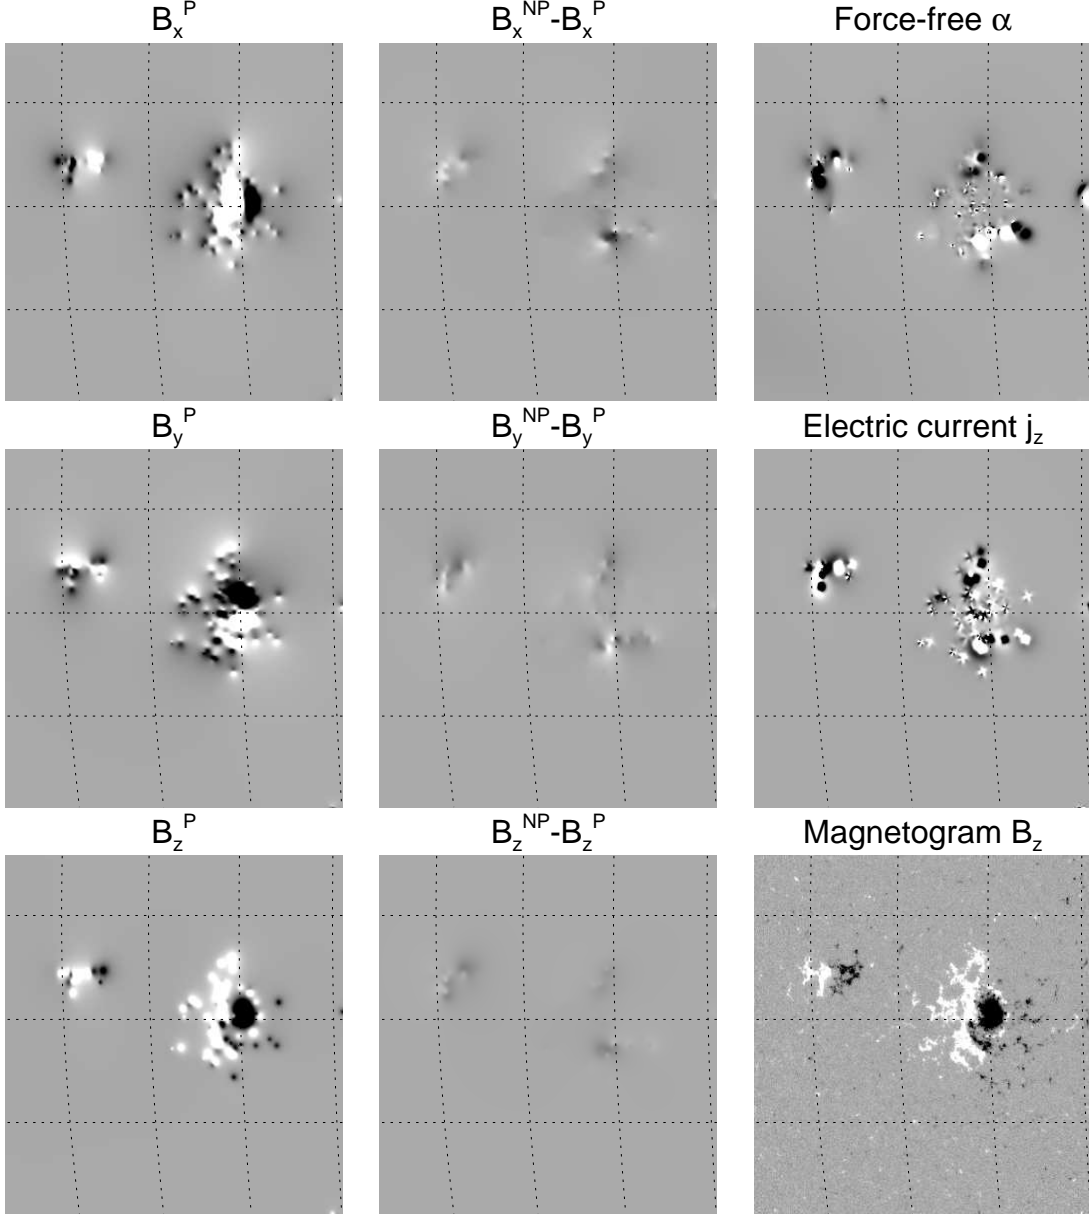 B_x^P B_x^NP-B_x^P Force-free α
B_y^P B_y^NP-B_y^P Electric current j_z
B_z^P B_z^NP-B_z^P Magnetogram B_z